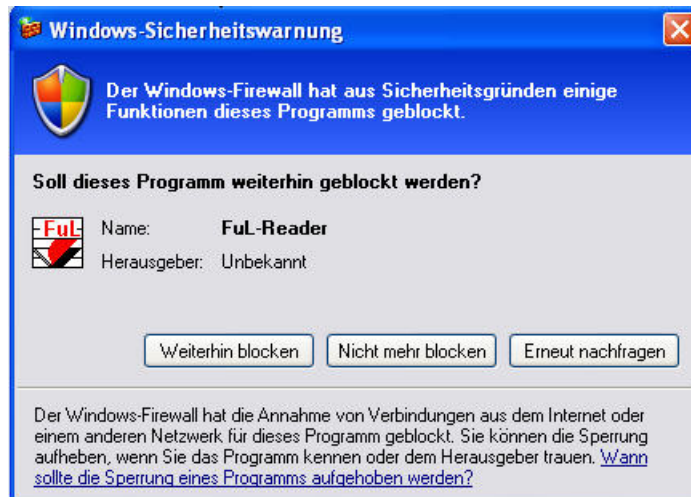 Windows-Sicherheitswarnung
Der Windows-Firewall hat aus Sicherheitsgründen einige
Funktionen dieses Programms geblockt.
Soll dieses Programm weiterhin geblockt werden?
FuL
Name: FuL-Reader
Herausgeber: Unbekannt
Weiterhin blocken Nicht mehr blocken Erneut nachfragen
Der Windows-Firewall hat die Annahme von Verbindungen aus dem Internet oder
einem anderen Netzwerk für dieses Programm geblockt. Sie können die Sperrung
aufheben, wenn Sie das Programm kennen oder dem Herausgeber trauen. Wann
sollte die Sperrung eines Programms aufgehoben werden?